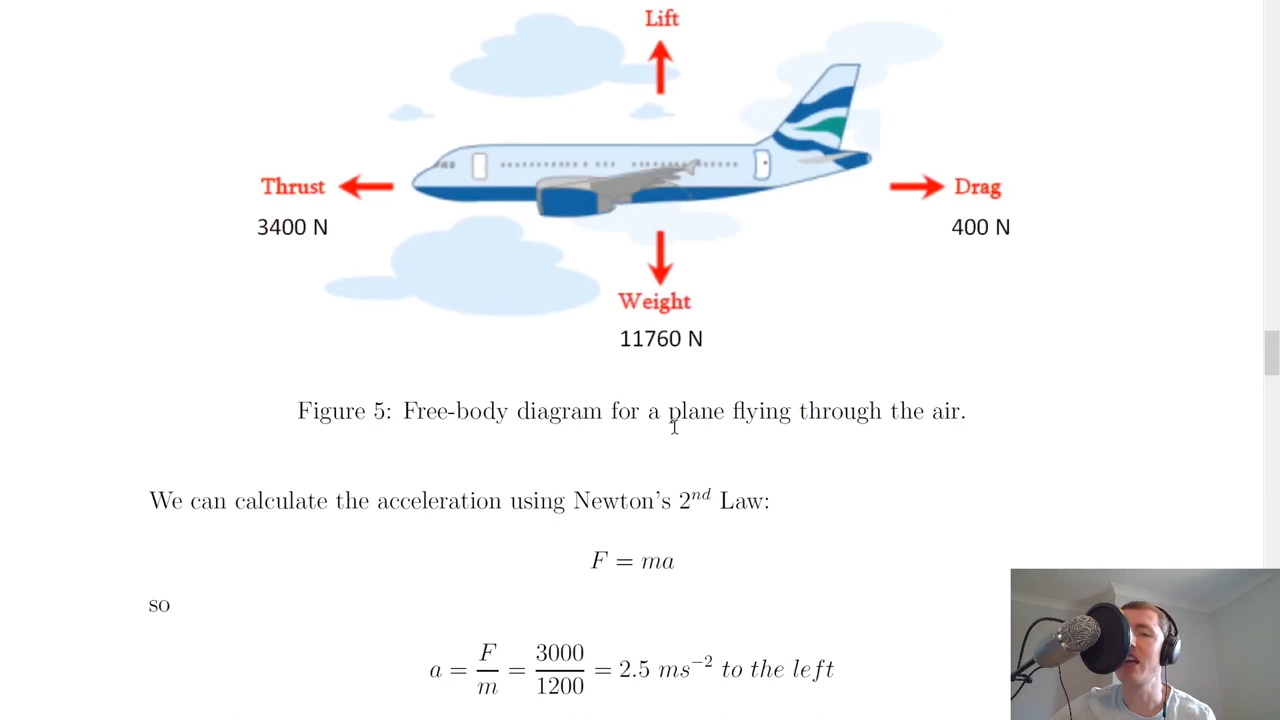 Lift
Thrust
Drag
3400 N
400 N
Weight
11760 N
Figure 5: Free-body diagram for a plane flying through the air.
We can calculate the acceleration using Newton's 2nd Law:
F = ma
so
a = F/m = 3000/1200 = 2.5 ms⁻² to the left